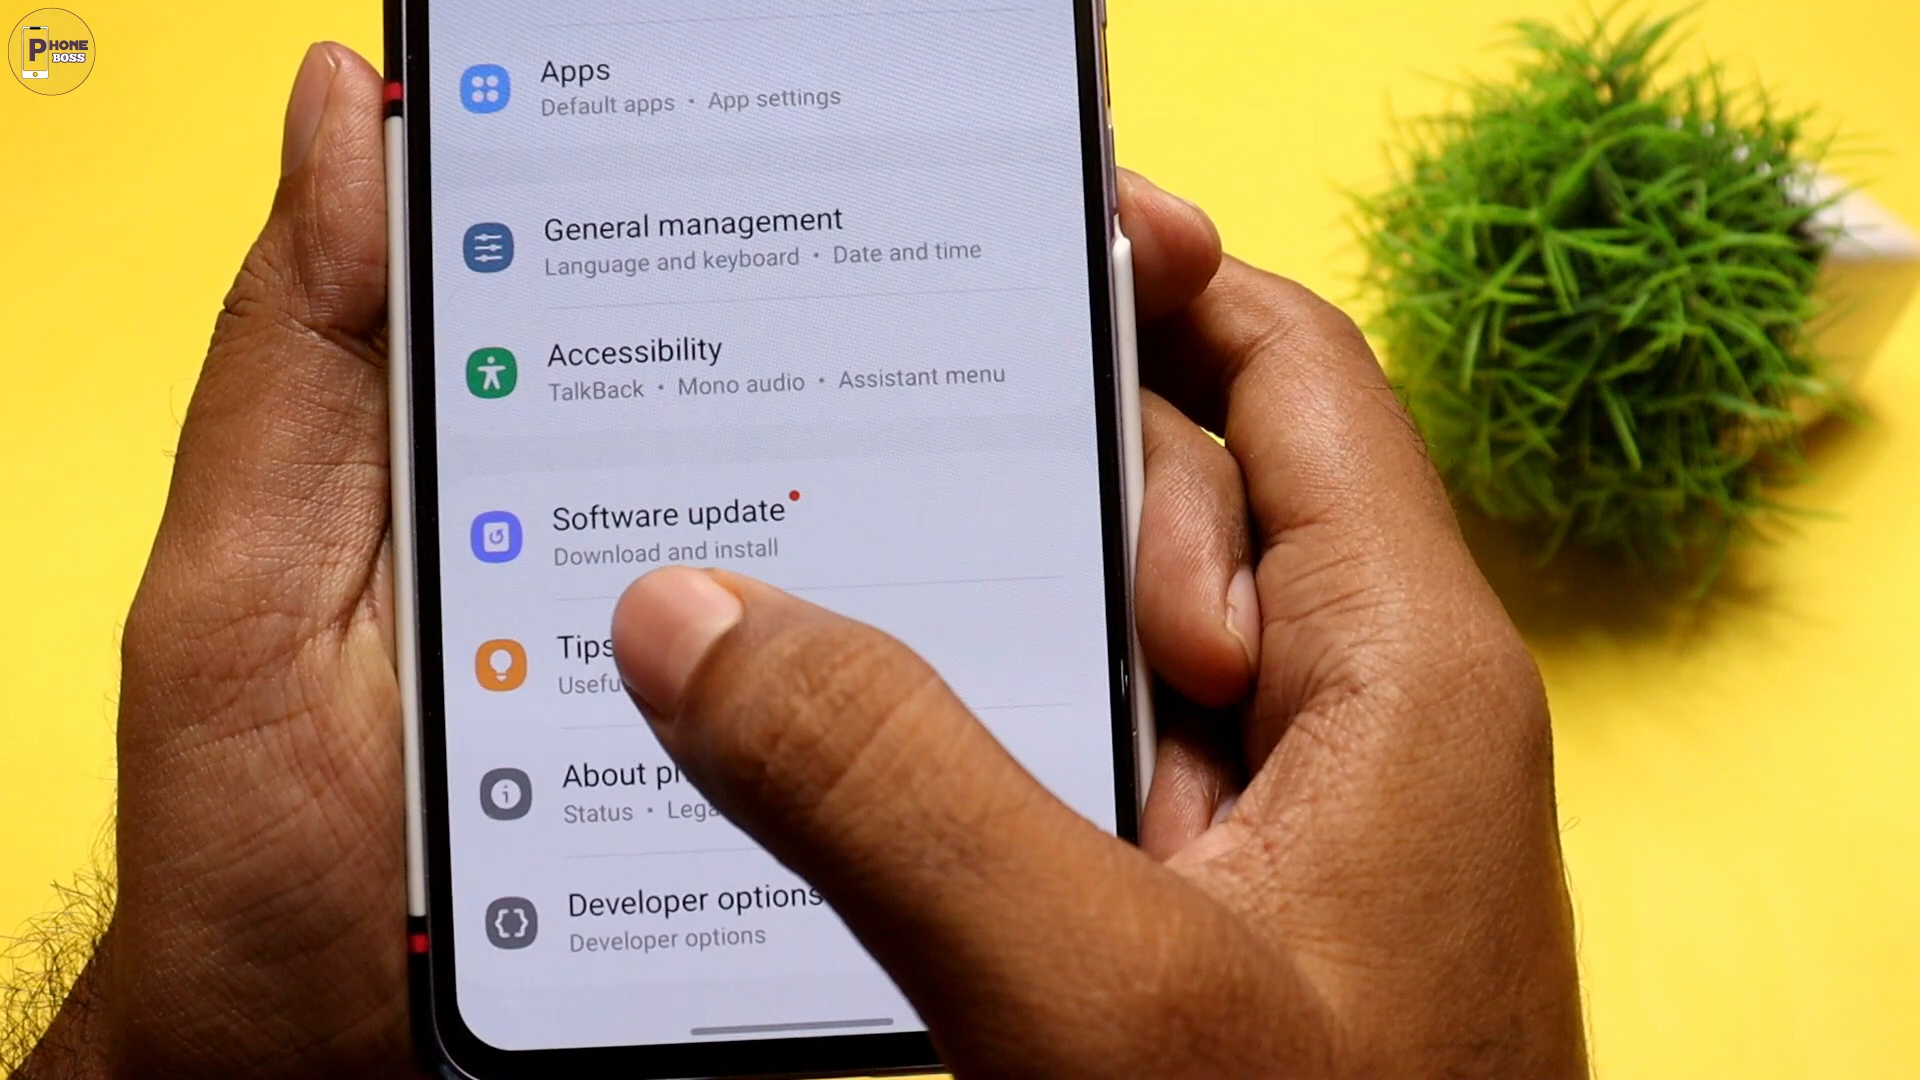 PHONE
BOSS
Apps
Default apps • App settings
General management
Language and keyboard • Date and time
Accessibility
TalkBack • Mono audio • Assistant menu
Software update
Download and install
Tips
About
Status •
Developer options
Developer options